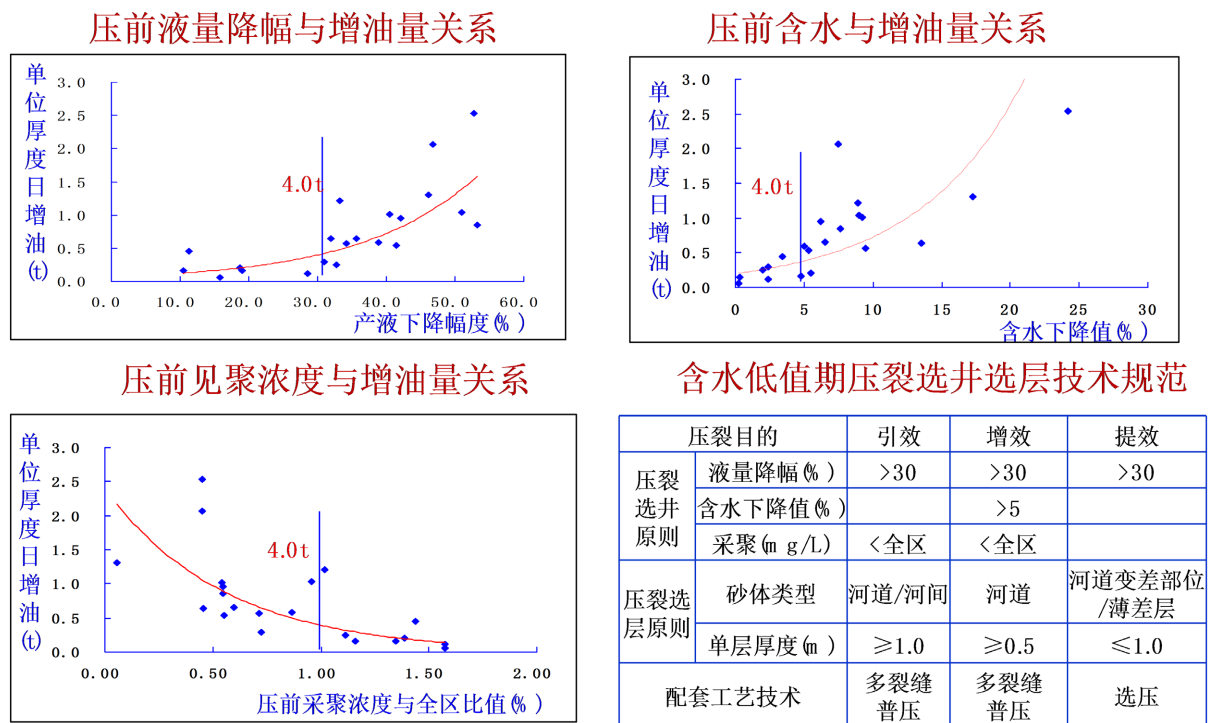 压前液量降幅与增油量关系
单位厚度日增油(t)
3.0
2.5
2.0
1.5
1.0
0.5
0.0
4.0t
0.0 10.0 20.0 30.0 40.0 50.0 60.0
产液下降幅度(%)
压前含水与增油量关系
单位厚度日增油(t)
3.0
2.5
2.0
1.5
1.0
0.5
0.0
4.0t
0 5 10 15 20 25 30
含水下降值(%)
压前见聚浓度与增油量关系
单位厚度日增油(t)
3.0
2.5
2.0
1.5
1.0
0.5
0.0
4.0t
0.00 0.50 1.00 1.50 2.00
压前采聚浓度与全区比值(%)
含水低值期压裂选井选层技术规范
压裂目的 引效 增效 提效
压裂选井原则
液量降幅(%) >30 >30 >30
含水下降值(%) >5
采聚(mg/L) <全区 <全区
压裂选层原则
砂体类型 河道/河间 河道 河道变差部位/薄差层
单层厚度(m) ≥1.0 ≥0.5 ≤1.0
配套工艺技术 多裂缝普压 多裂缝普压 选压